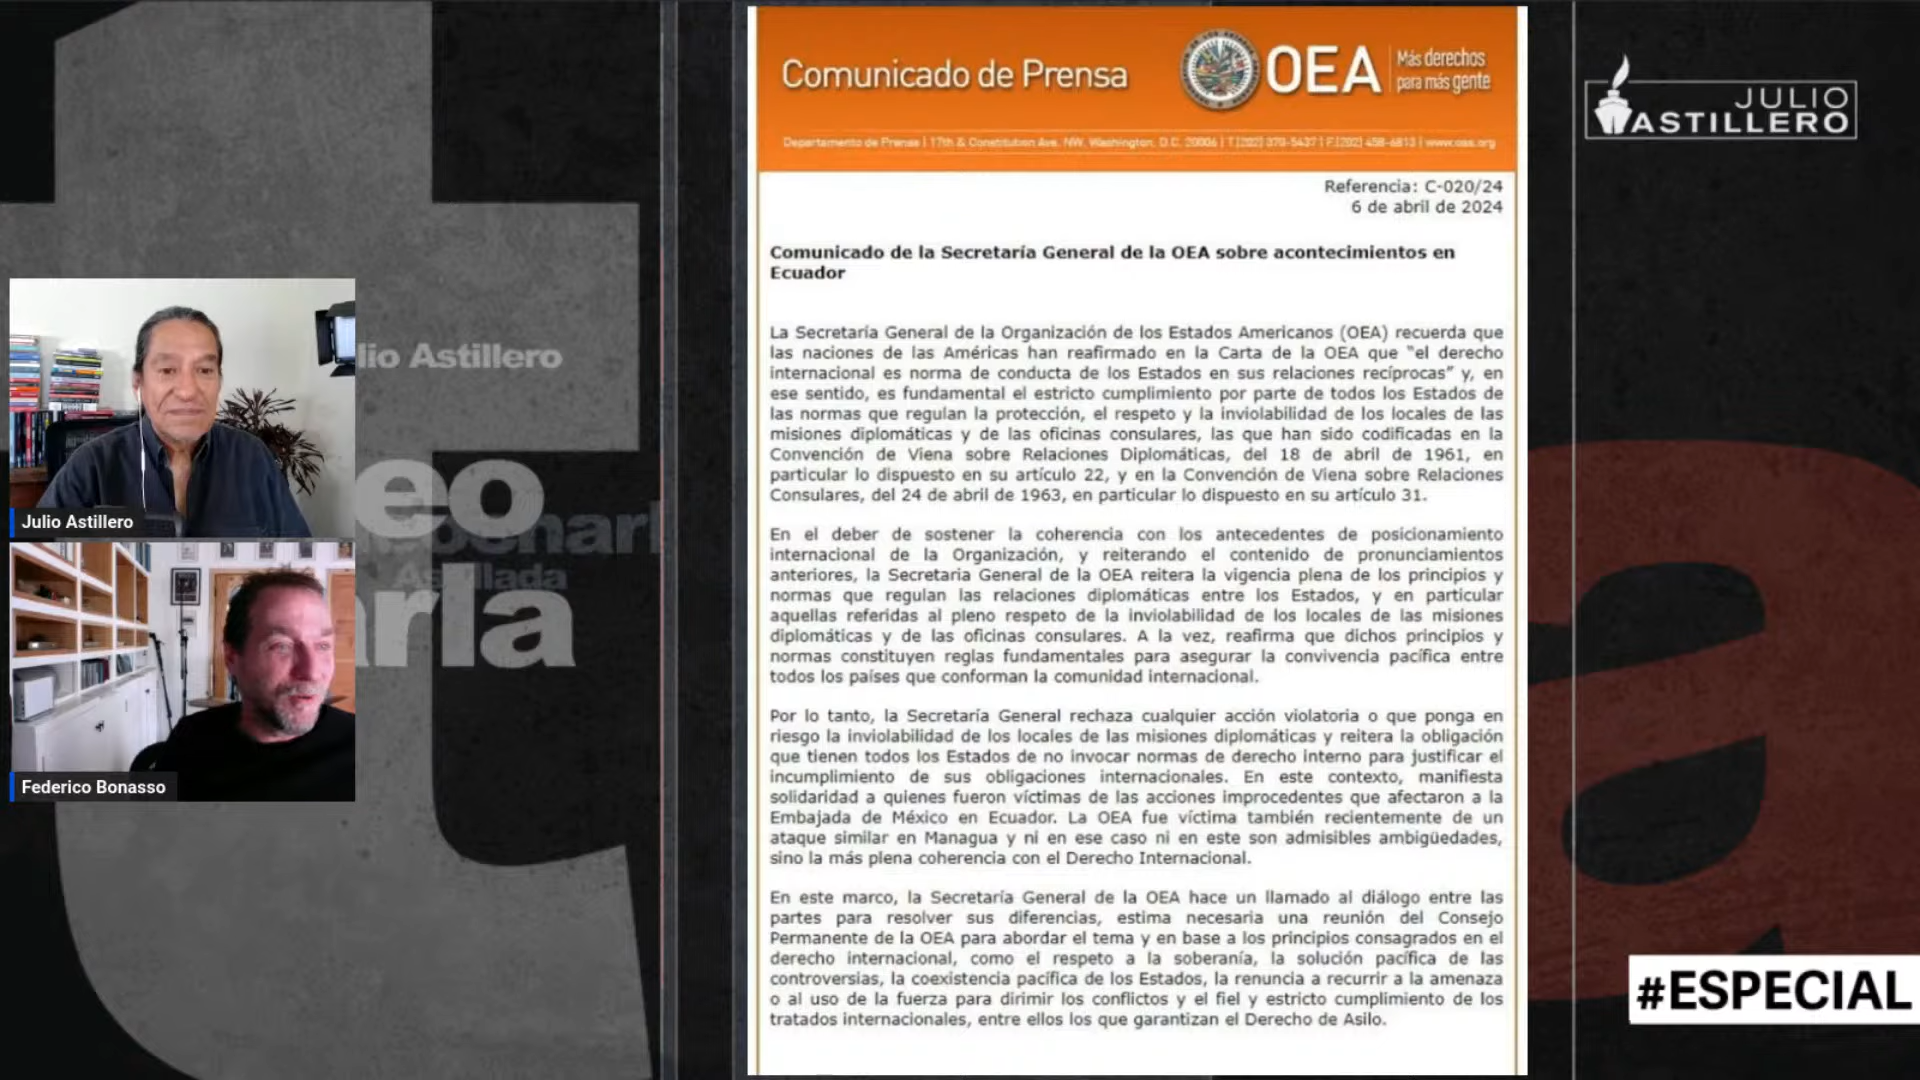 Comunicado de Prensa
OEA
Más derechos
para más gente
Departamento de Prensa | 17th & Constitution Ave. NW. Washington, D.C. 20006 | T.(202) 370-5437 | F.(202) 458-6813 | www.oas.org
Referencia: C-020/24
6 de abril de 2024
Comunicado de la Secretaría General de la OEA sobre acontecimientos en
Ecuador
La Secretaría General de la Organización de los Estados Americanos (OEA) recuerda que
las naciones de las Américas han reafirmado en la Carta de la OEA que "el derecho
internacional es norma de conducta de los Estados en sus relaciones recíprocas" y, en
ese sentido, es fundamental el estricto cumplimiento por parte de todos los Estados de
las normas que regulan la protección, el respeto y la inviolabilidad de los locales de las
misiones diplomáticas y de las oficinas consulares, las que han sido codificadas en la
Convención de Viena sobre Relaciones Diplomáticas, del 18 de abril de 1961, en
particular lo dispuesto en su artículo 22, y en la Convención de Viena sobre Relaciones
Consulares, del 24 de abril de 1963, en particular lo dispuesto en su artículo 31.
En el deber de sostener la coherencia con los antecedentes de posicionamiento
internacional de la Organización, y reiterando el contenido de pronunciamientos
anteriores, la Secretaria General de la OEA reitera la vigencia plena de los principios y
normas que regulan las relaciones diplomáticas entre los Estados, y en particular
aquellas referidas al pleno respeto de la inviolabilidad de los locales de las misiones
diplomáticas y de las oficinas consulares. A la vez, reafirma que dichos principios y
normas constituyen reglas fundamentales para asegurar la convivencia pacífica entre
todos los países que conforman la comunidad internacional.
Por lo tanto, la Secretaría General rechaza cualquier acción violatoria o que ponga en
riesgo la inviolabilidad de los locales de las misiones diplomáticas y reitera la obligación
que tienen todos los Estados de no invocar normas de derecho interno para justificar el
incumplimiento de sus obligaciones internacionales. En este contexto, manifiesta
solidaridad a quienes fueron víctimas de las acciones improcedentes que afectaron a la
Embajada de México en Ecuador. La OEA fue víctima también recientemente de un
ataque similar en Managua y ni en ese caso ni en este son admisibles ambigüedades,
sino la más plena coherencia con el Derecho Internacional.
En este marco, la Secretaría General de la OEA hace un llamado al diálogo entre las
partes para resolver sus diferencias, estima necesaria una reunión del Consejo
Permanente de la OEA para abordar el tema y en base a los principios consagrados en el
derecho internacional, como el respeto a la soberanía, la solución pacífica de las
controversias, la coexistencia pacífica de los Estados, la renuncia a recurrir a la amenaza
o al uso de la fuerza para dirimir los conflictos y el fiel y estricto cumplimiento de los
tratados internacionales, entre ellos los que garantizan el Derecho de Asilo.
JULIO
ASTILLERO
lio Astillero
Julio Astillero
Federico Bonasso
#ESPECIAL